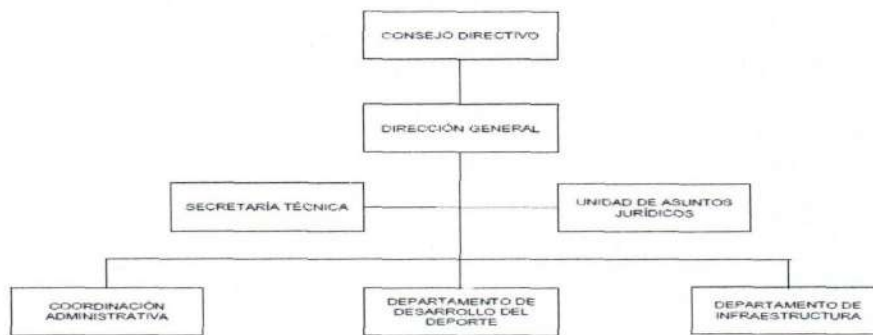 CONSEJO DIRECTIVO
DIRECCIÓN GENERAL
SECRETARÍA TÉCNICA
UNIDAD DE ASUNTOS
JURÍDICOS
COORDINACIÓN
ADMINISTRATIVA
DEPARTAMENTO DE
DESARROLLO DEL
DEPORTE
DEPARTAMENTO DE
INFRAESTRUCTURA